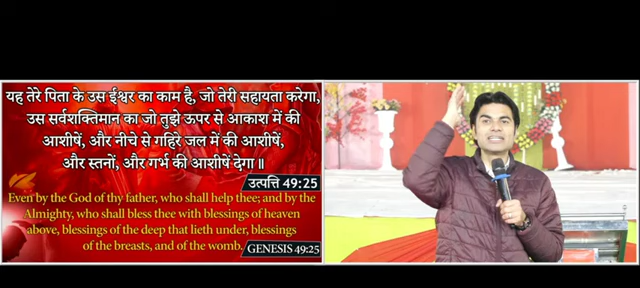 यह तेरे पिता के उस ईश्वर का काम है, जो तेरी सहायता करेगा,
उस सर्वशक्तिमान का जो तुझे ऊपर से आकाश में की
आशीषें, और नीचे से गहिरे जल में की आशीषें,
और स्तनों, और गर्भ की आशीषें देगा॥
उत्पत्ति 49:25
Even by the God of thy father, who shall help thee; and by the
Almighty, who shall bless thee with blessings of heaven
above, blessings of the deep that lieth under, blessings
of the breasts, and of the womb. GENESIS 49:25